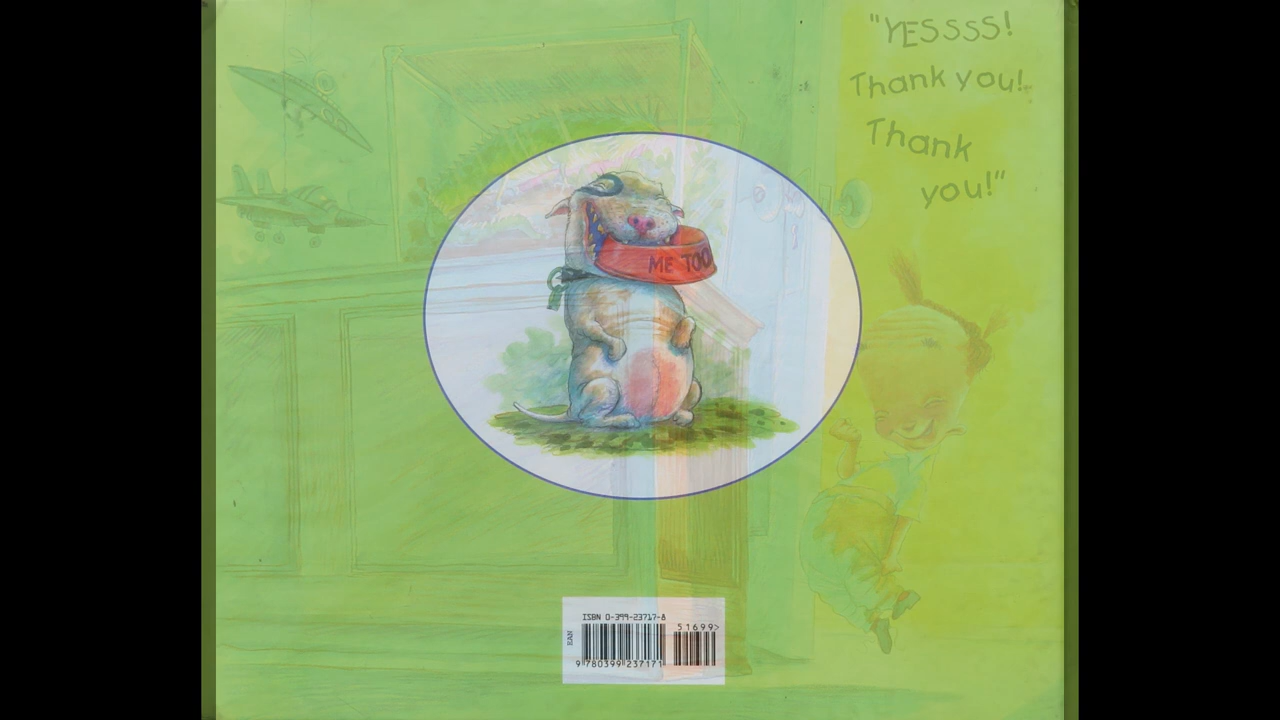 "YESSSS!
Thank you!
Thank
you!"
ME TOO
ISBN 0-399-23717-8
51699>
EAN
9 780399 237171